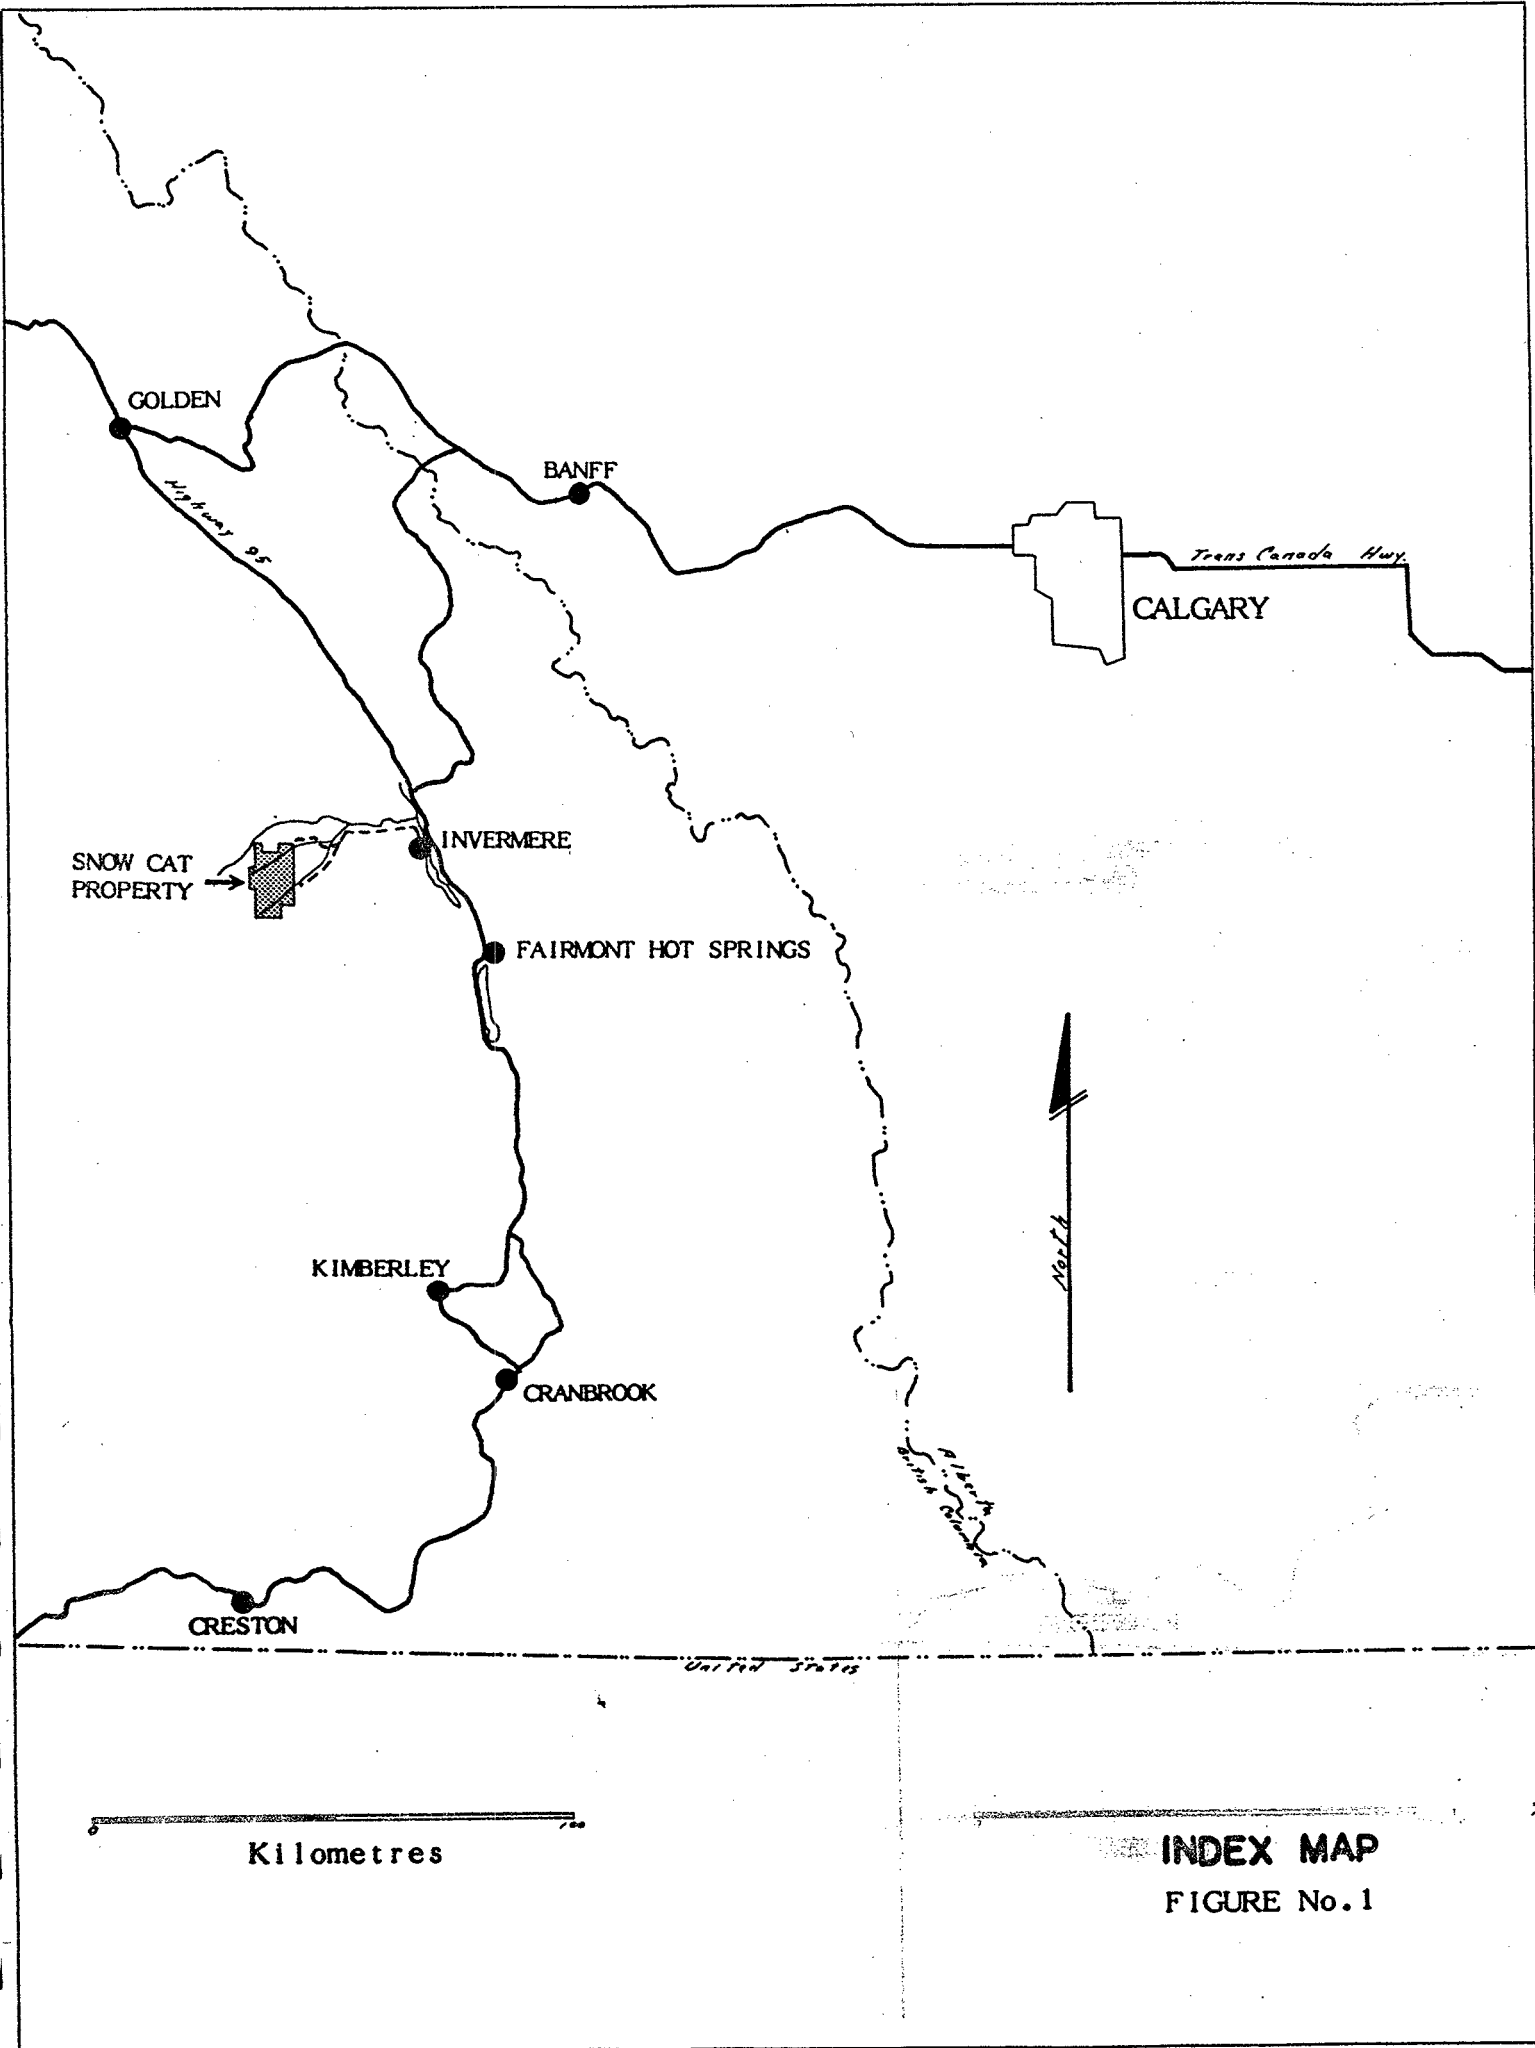 GOLDEN
Highway 95
BANFF
Trans Canada Hwy.
CALGARY
INVERMERE
SNOW CAT
PROPERTY
FAIRMONT HOT SPRINGS
North
KIMBERLEY
CRANBROOK
Alberta
British Columbia
CRESTON
United States
0 100
Kilometres
INDEX MAP
FIGURE No.1